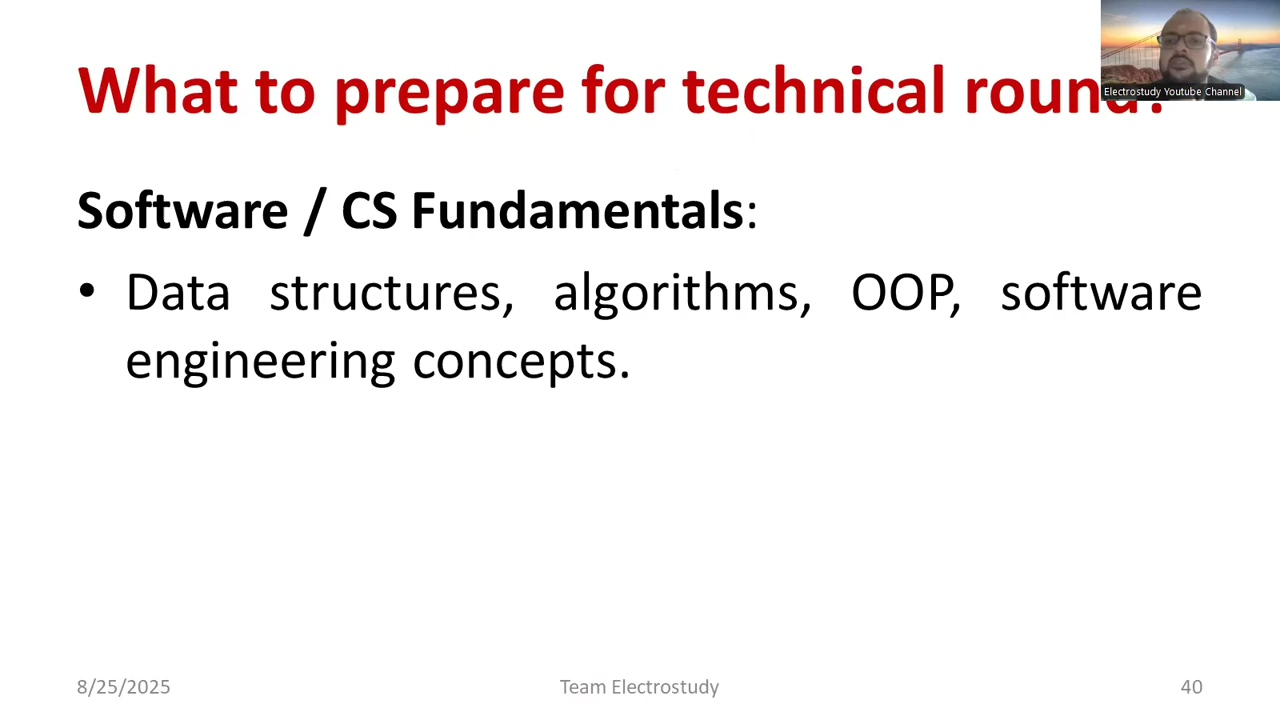 What to prepare for technical round?
Electrostudy Youtube Channel
Software / CS Fundamentals:
• Data structures, algorithms, OOP, software
engineering concepts.
8/25/2025
Team Electrostudy
40